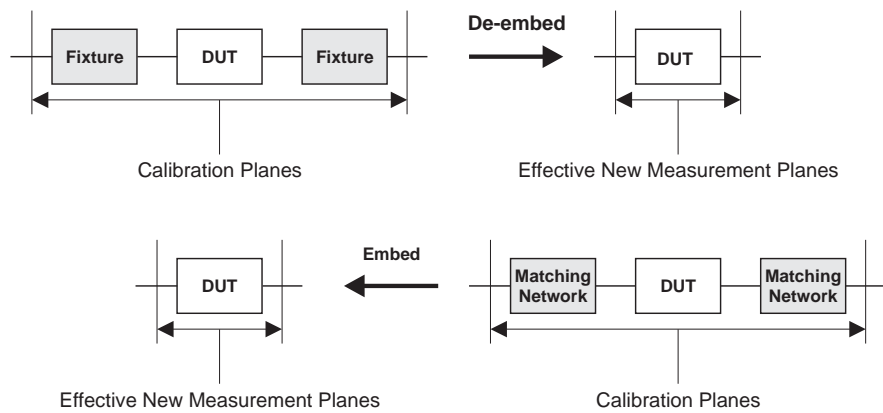 De-embed
Fixture DUT Fixture
DUT
Calibration Planes
Effective New Measurement Planes
Embed
DUT
Matching Network
DUT
Matching Network
Effective New Measurement Planes
Calibration Planes